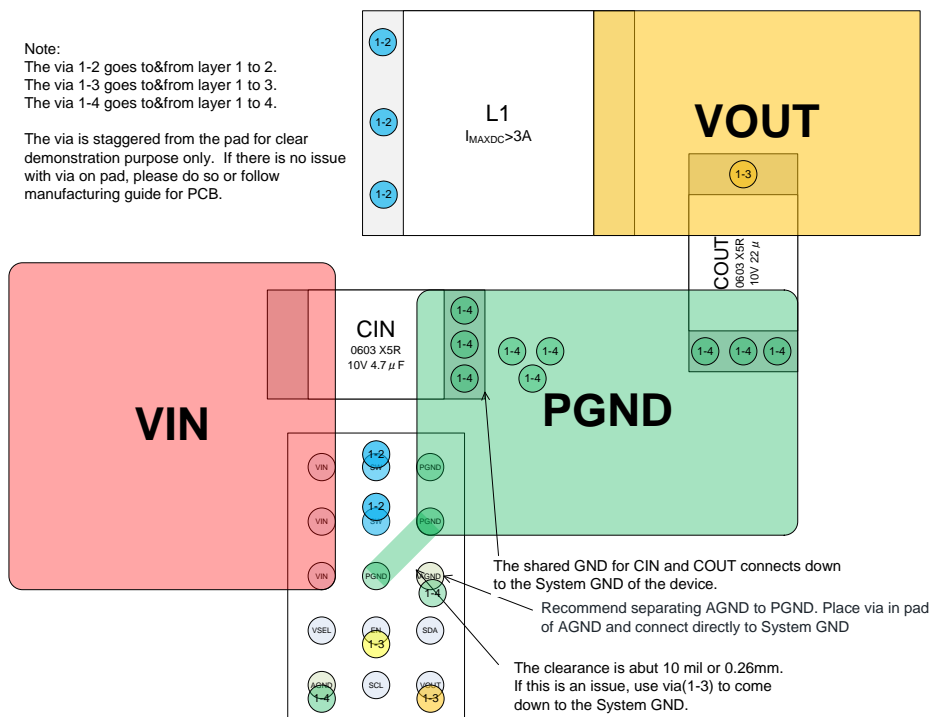 Note:
The via 1-2 goes to&from layer 1 to 2.
The via 1-3 goes to&from layer 1 to 3.
The via 1-4 goes to&from layer 1 to 4.
The via is staggered from the pad for clear
demonstration purpose only. If there is no issue
with via on pad, please do so or follow
manufacturing guide for PCB.
1-2
1-2
1-2
L1
IMAXDC>3A
VOUT
1-3
COUT
0603 X5R
10V 22 μ
VIN
CIN
0603 X5R
10V 4.7 μ F
1-4
1-4
1-4
1-4
1-4
1-4
PGND
1-4
1-4
1-4
VIN
1-2
SW
PGND
VIN
1-2
SW
PGND
VIN
PGND
AGND
1-4
VSEL
EN
1-3
SDA
AGND
1-4
SCL
VOUT
1-3
The shared GND for CIN and COUT connects down
to the System GND of the device.
Recommend separating AGND to PGND. Place via in pad
of AGND and connect directly to System GND
The clearance is abut 10 mil or 0.26mm.
If this is an issue, use via(1-3) to come
down to the System GND.